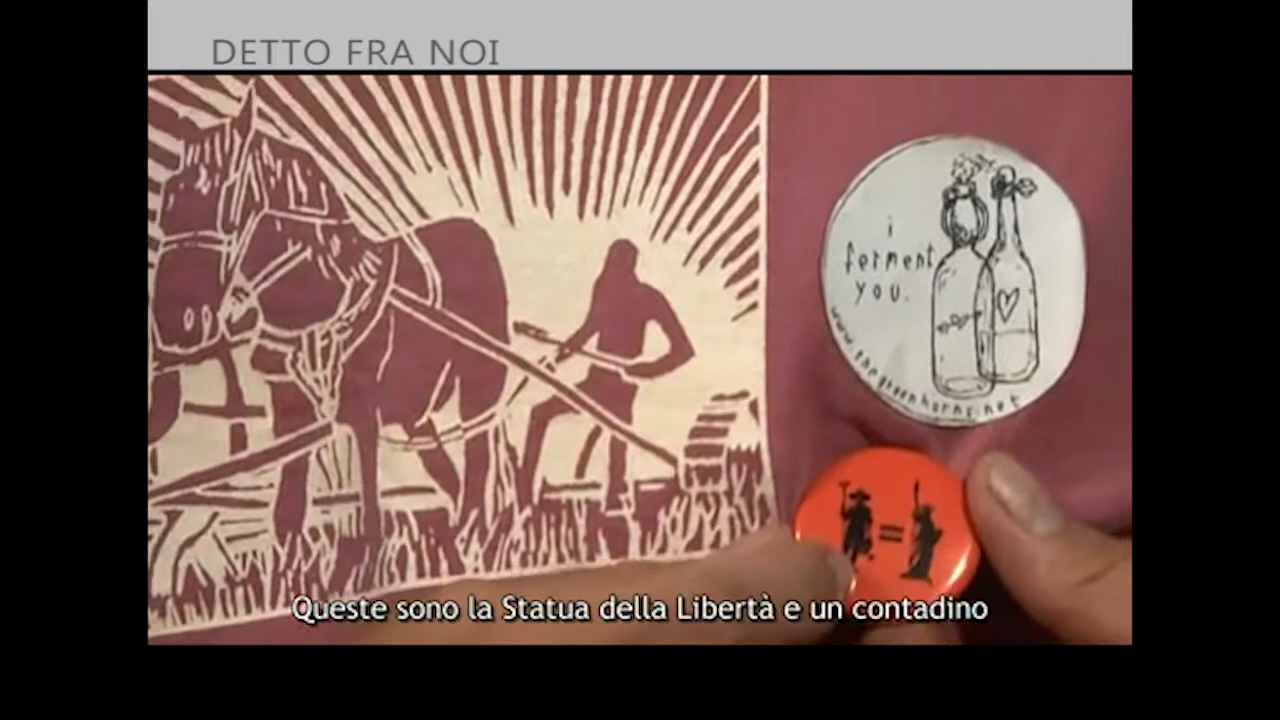 DETTO FRA NOI
i
ferment
you.
www.thegreenhorns.net
=
Queste sono la Statua della Libertà e un contadino